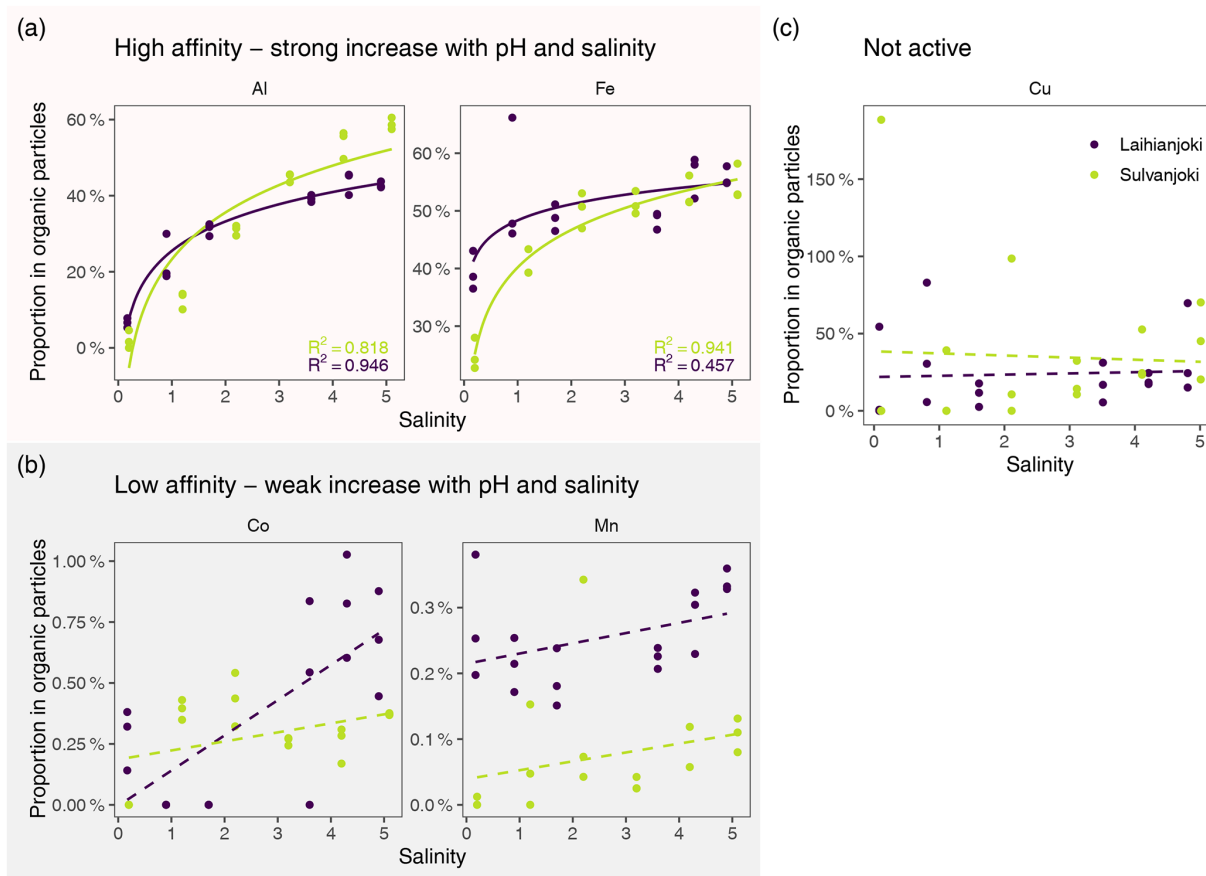 (a)
High affinity – strong increase with pH and salinity
Al
Fe
Proportion in organic particles
60 %
40 %
20 %
0 %
60 %
50 %
40 %
30 %
R² = 0.818
R² = 0.946
R² = 0.941
R² = 0.457
0 1 2 3 4 5
0 1 2 3 4 5
Salinity
(b)
Low affinity – weak increase with pH and salinity
Co
Mn
Proportion in organic particles
1.00 %
0.75 %
0.50 %
0.25 %
0.00 %
0.3%
0.2%
0.1%
0.0%
0 1 2 3 4 5
0 1 2 3 4 5
Salinity
(c)
Not active
Cu
Proportion in organic particles
Laihianjoki
Sulvanjoki
150 %
100 %
50 %
0 %
0 1 2 3 4 5
Salinity